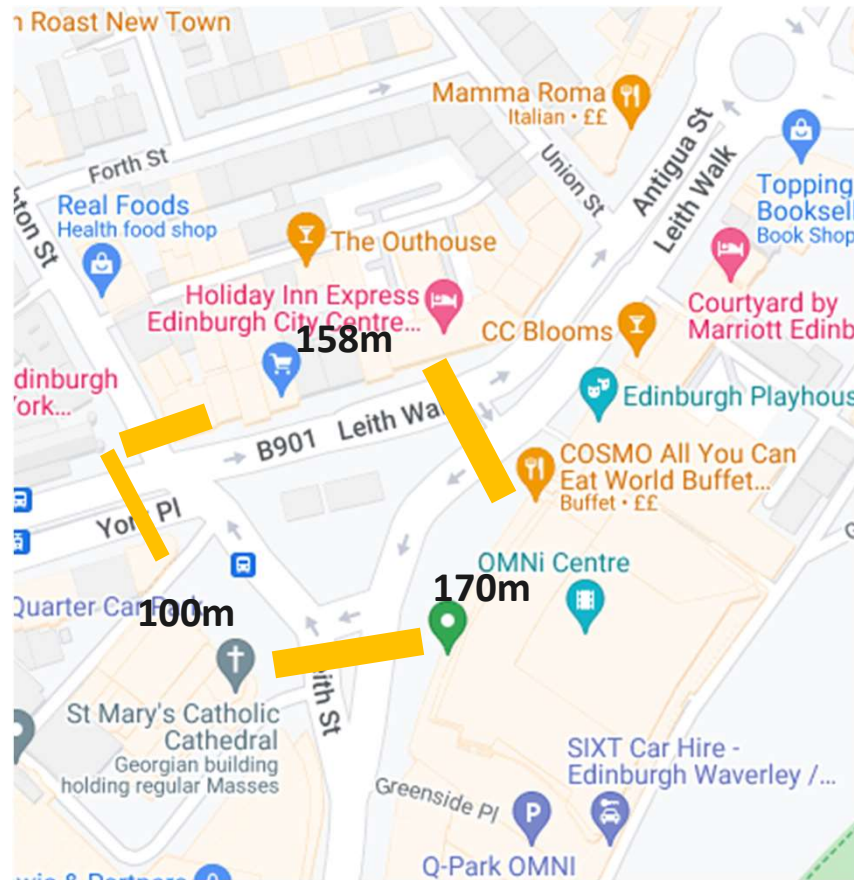 n Roast New Town
Mamma Roma
Italian • ££
Forth St
Union St
Antigua St
Leith Walk
hton St
Real Foods
Health food shop
Topping
Booksell
Book Shop
The Outhouse
Holiday Inn Express
Edinburgh City Centre...
158m
CC Blooms
Courtyard by
Marriott Edinb
dinburgh
York...
Edinburgh Playhous
B901
Leith Wa
COSMO All You Can
Eat World Buffet...
Buffet • ££
York Pl
OMNi Centre
170m
Quarter Car Park
100m
ith St
St Mary's Catholic
Cathedral
Georgian building
holding regular Masses
SIXT Car Hire -
Edinburgh Waverley /...
Greenside Pl
P
Q-Park OMNI